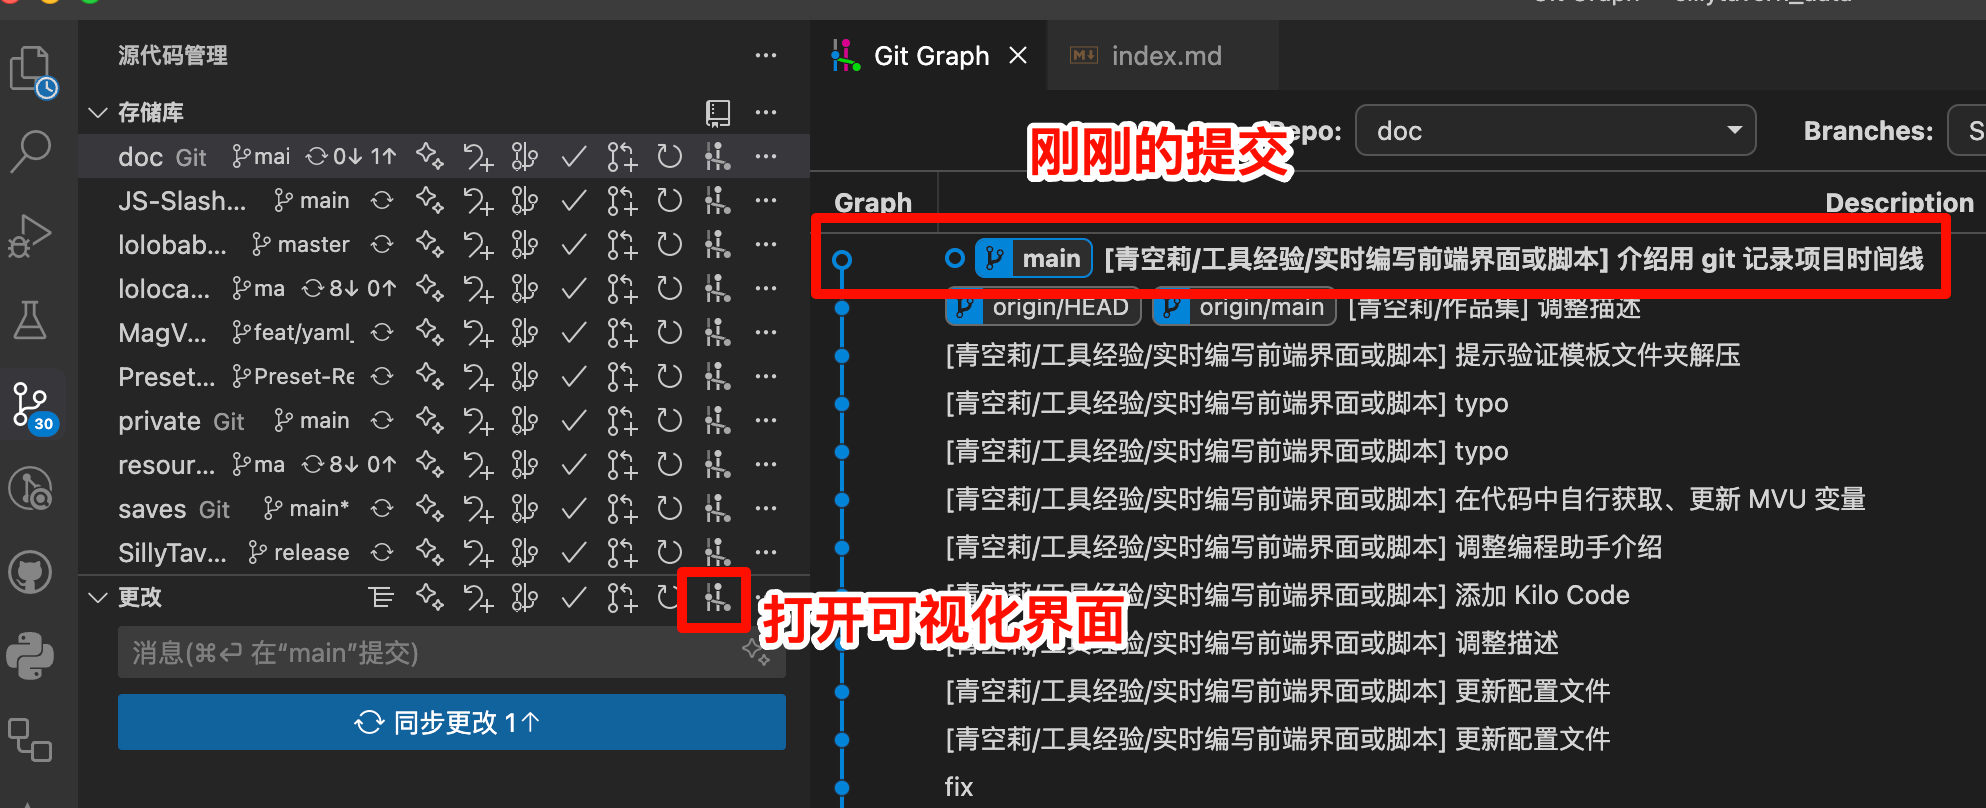 源代码管理
Git Graph
index.md
存储库
doc Git mai 0↓ 1↑
JS-Slash... main
lolobab... master
loloca... ma 8↓ 0↑
MagV... feat/yaml_
Preset... Preset-Re
private Git main
resour... ma 8↓ 0↑
saves Git main*
SillyTav... release
30
更改
消息(⌘⏎ 在“main”提交)
同步更改 1↑
刚刚的提交
epo: doc Branches: S
Graph Description
main [青空莉/工具经验/实时编写前端界面或脚本] 介绍用 git 记录项目时间线
origin/HEAD origin/main [青空莉/作品集] 调整描述
[青空莉/工具经验/实时编写前端界面或脚本] 提示验证模板文件夹解压
[青空莉/工具经验/实时编写前端界面或脚本] typo
[青空莉/工具经验/实时编写前端界面或脚本] typo
[青空莉/工具经验/实时编写前端界面或脚本] 在代码中自行获取、更新 MVU 变量
[青空莉/工具经验/实时编写前端界面或脚本] 调整编程助手介绍
[青空莉/工具经验/实时编写前端界面或脚本] 添加 Kilo Code
打开可视化界面
[青空莉/工具经验/实时编写前端界面或脚本] 调整描述
[青空莉/工具经验/实时编写前端界面或脚本] 更新配置文件
[青空莉/工具经验/实时编写前端界面或脚本] 更新配置文件
fix